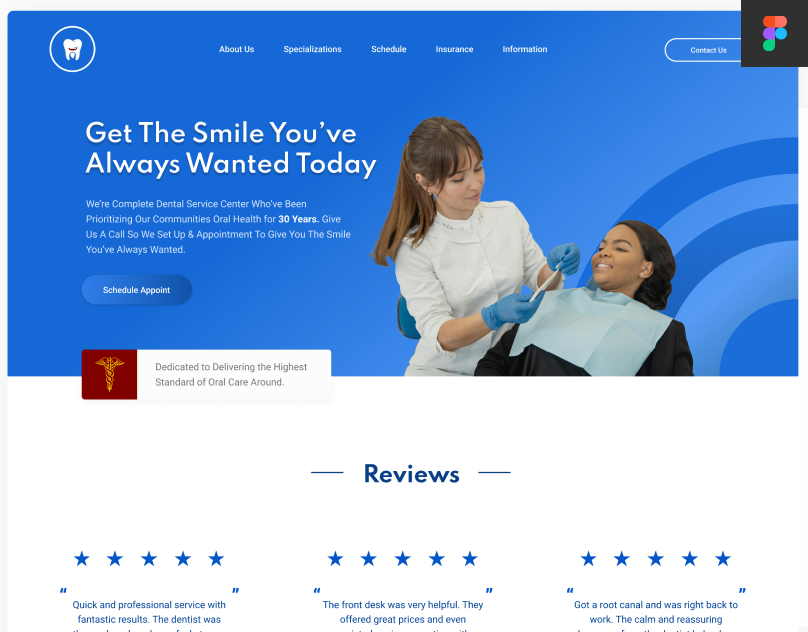 About Us
Specializations
Schedule
Insurance
Information
Contact Us
Get The Smile You’ve
Always Wanted Today
We’re Complete Dental Service Center Who’ve Been
Prioritizing Our Communities Oral Health for 30 Years. Give
Us A Call So We Set Up & Appointment To Give You The Smile
You’ve Always Wanted.
Schedule Appoint
Dedicated to Delivering the Highest
Standard of Oral Care Around.
Reviews
“ ”
Quick and professional service with
fantastic results. The dentist was
“ ”
The front desk was very helpful. They
offered great prices and even
“ ”
Got a root canal and was right back to
work. The calm and reassuring